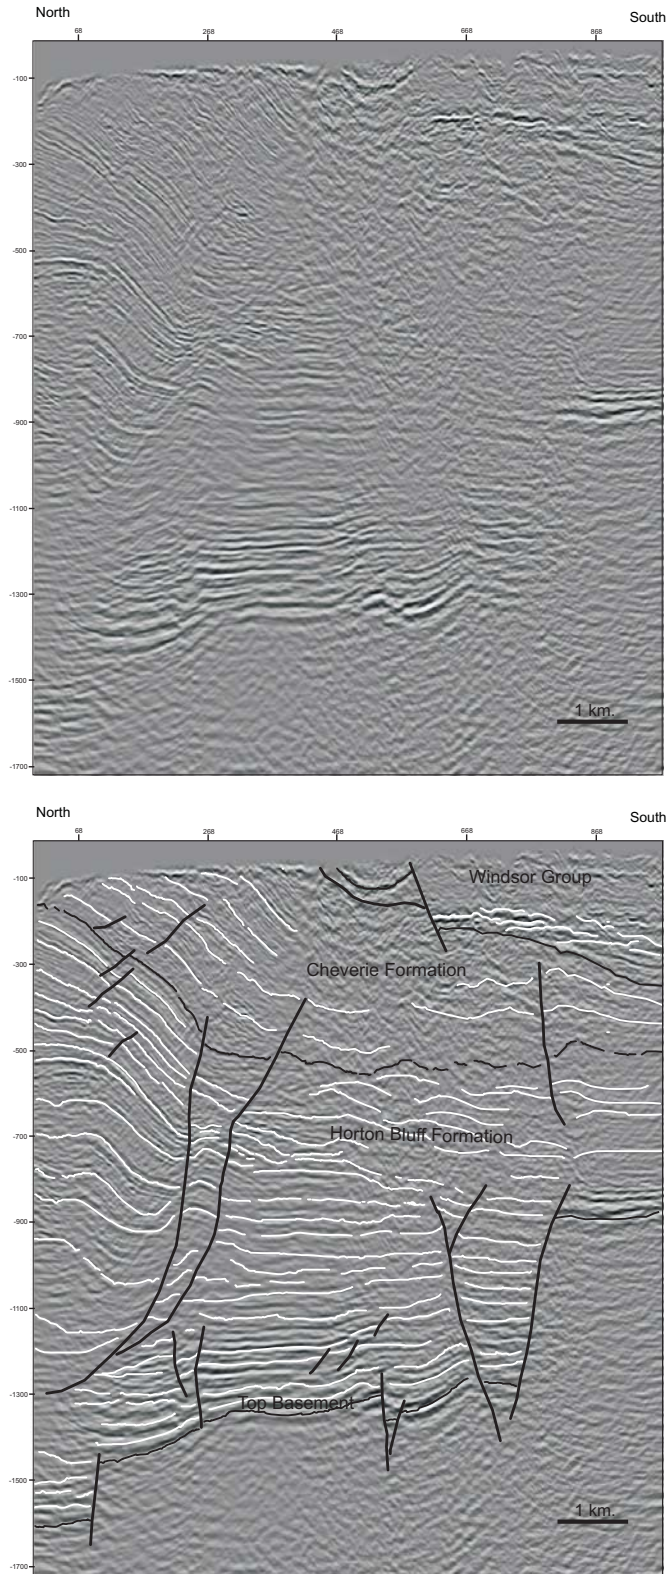 North
South
68 268 468 668 868
-100
-300
-500
-700
-900
-1100
-1300
-1500
1 km.
-1700
North
South
68 268 468 668 868
-100
Windsor Group
-300
Cheverie Formation
-500
-700
Horton Bluff Formation
-900
-1100
-1300
Top Basement
-1500
1 km.
-1700